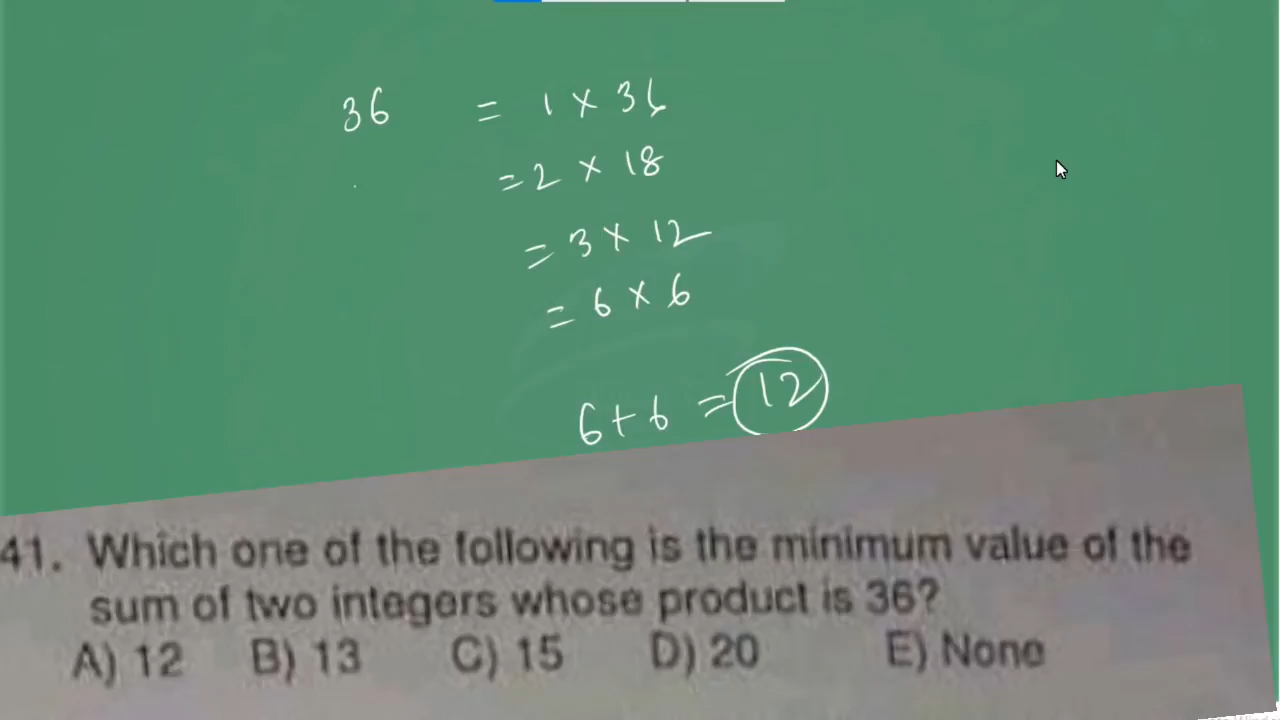 36 = 1 × 36
= 2 × 18
= 3 × 12
= 6 × 6
6 + 6 = 12
41. Which one of the following is the minimum value of the
sum of two integers whose product is 36?
A) 12 B) 13 C) 15 D) 20 E) None